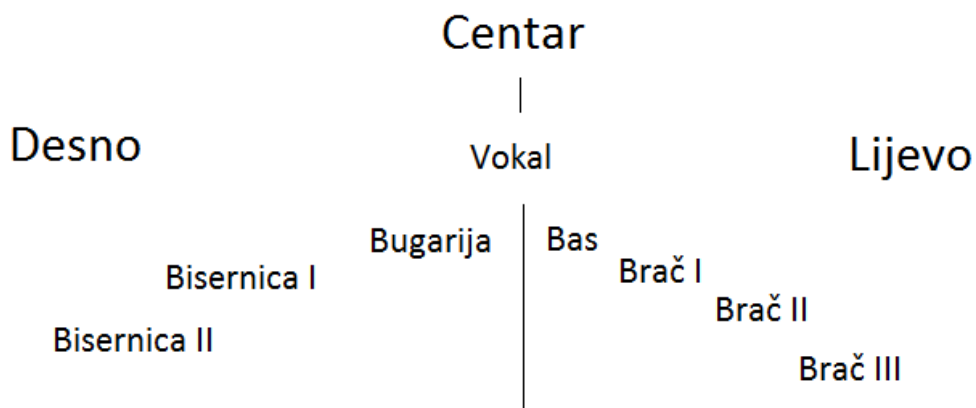 Centar
Desno
Vokal
Lijevo
Bugarija
Bas
Bisernica I
Brač I
Brač II
Bisernica II
Brač III